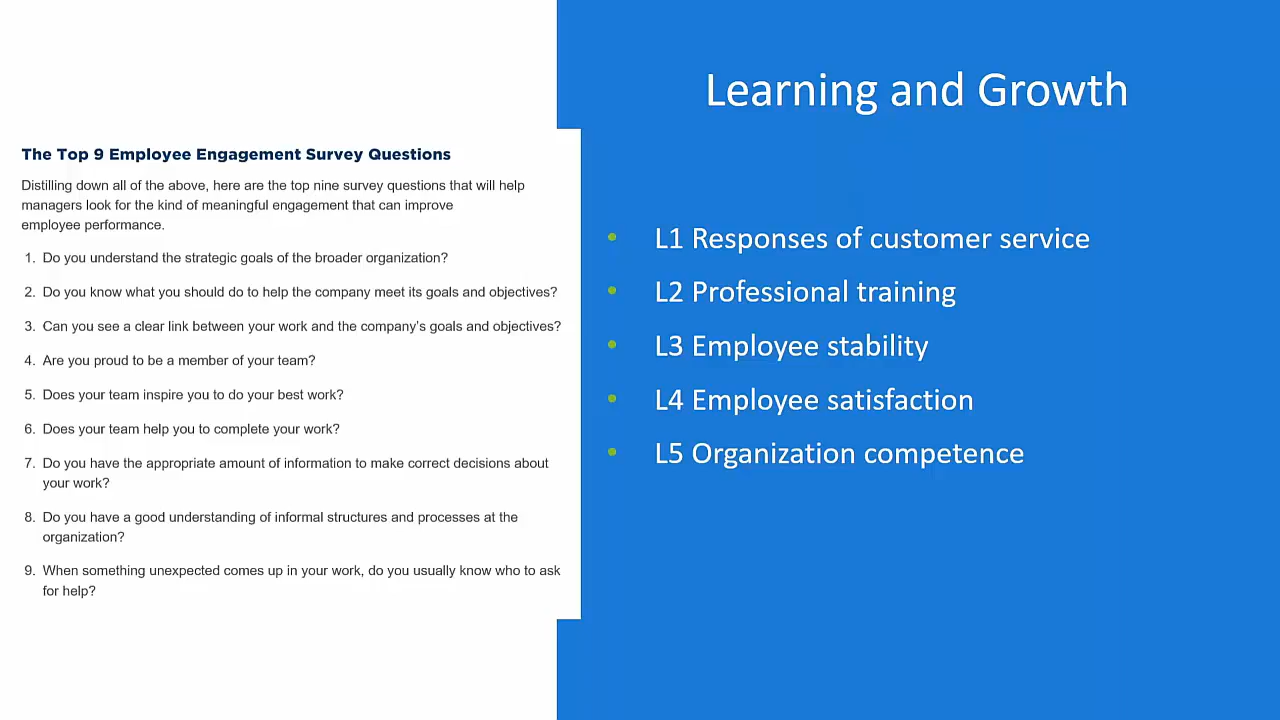 The Top 9 Employee Engagement Survey Questions
Distilling down all of the above, here are the top nine survey questions that will help
managers look for the kind of meaningful engagement that can improve
employee performance.
1. Do you understand the strategic goals of the broader organization?
2. Do you know what you should do to help the company meet its goals and objectives?
3. Can you see a clear link between your work and the company's goals and objectives?
4. Are you proud to be a member of your team?
5. Does your team inspire you to do your best work?
6. Does your team help you to complete your work?
7. Do you have the appropriate amount of information to make correct decisions about
your work?
8. Do you have a good understanding of informal structures and processes at the
organization?
9. When something unexpected comes up in your work, do you usually know who to ask
for help?
Learning and Growth
• L1 Responses of customer service
• L2 Professional training
• L3 Employee stability
• L4 Employee satisfaction
• L5 Organization competence